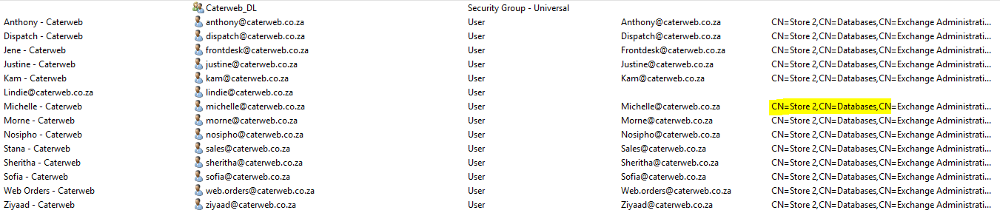 Caterweb_DL Security Group - Universal
Anthony - Caterweb anthony@caterweb.co.za User Anthony@caterweb.co.za CN=Store 2,CN=Databases,CN=Exchange Administrati...
Dispatch - Caterweb dispatch@caterweb.co.za User Dispatch@caterweb.co.za CN=Store 2,CN=Databases,CN=Exchange Administrati...
Jene - Caterweb frontdesk@caterweb.co.za User Frontdesk@caterweb.co.za CN=Store 2,CN=Databases,CN=Exchange Administrati...
Justine - Caterweb justine@caterweb.co.za User Justine@caterweb.co.za CN=Store 2,CN=Databases,CN=Exchange Administrati...
Kam - Caterweb kam@caterweb.co.za User Kam@caterweb.co.za CN=Store 2,CN=Databases,CN=Exchange Administrati...
Lindie@caterweb.co.za lindie@caterweb.co.za User
Michelle - Caterweb michelle@caterweb.co.za User Michelle@caterweb.co.za CN=Store 2,CN=Databases,CN=Exchange Administrati...
Morne - Caterweb morne@caterweb.co.za User Morne@caterweb.co.za CN=Store 2,CN=Databases,CN=Exchange Administrati...
Nosipho - Caterweb nosipho@caterweb.co.za User Nosipho@caterweb.co.za CN=Store 2,CN=Databases,CN=Exchange Administrati...
Stana - Caterweb sales@caterweb.co.za User Sales@caterweb.co.za CN=Store 2,CN=Databases,CN=Exchange Administrati...
Sheritha - Caterweb sheritha@caterweb.co.za User Sheritha@caterweb.co.za CN=Store 2,CN=Databases,CN=Exchange Administrati...
Sofia - Caterweb sofia@caterweb.co.za User Sofia@caterweb.co.za CN=Store 2,CN=Databases,CN=Exchange Administrati...
Web Orders - Caterweb web.orders@caterweb.co.za User Web.orders@caterweb.co.za CN=Store 2,CN=Databases,CN=Exchange Administrati...
Ziyaad - Caterweb ziyaad@caterweb.co.za User Ziyaad@caterweb.co.za CN=Store 2,CN=Databases,CN=Exchange Administrati...